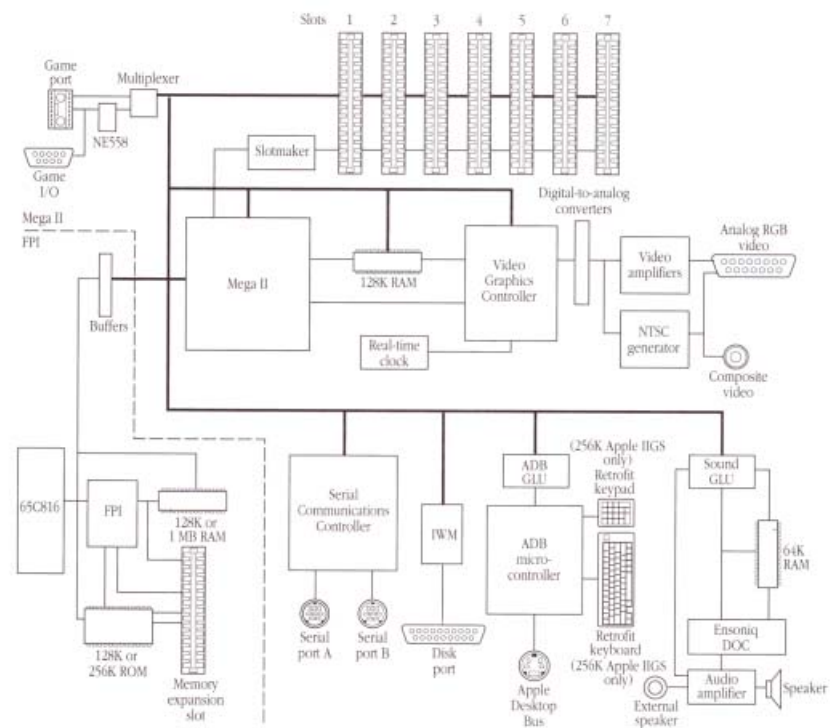 Slots 1 2 3 4 5 6 7
Game
port
Multiplexer
NE558
Game
I/O
Slotmaker
Mega II
FPI
Digital-to-analog
converters
Analog RGB
video
Mega II
128K RAM
Video
Graphics
Controller
Video
amplifiers
Buffers
Real-time
clock
NTSC
generator
Composite
video
65C816
FPI
128K or
1 MB RAM
128K or
256K ROM
Memory
expansion
slot
Serial
Communications
Controller
Serial
port A
Serial
port B
IWM
Disk
port
ADB
GLU
ADB
micro-
controller
Apple
Desktop
Bus
(256K Apple IIGS
only)
Retrofit
keypad
Retrofit
keyboard
(256K Apple IIGS
only)
Sound
GLU
64K
RAM
Ensoniq
DOC
Audio
amplifier
Speaker
External
speaker